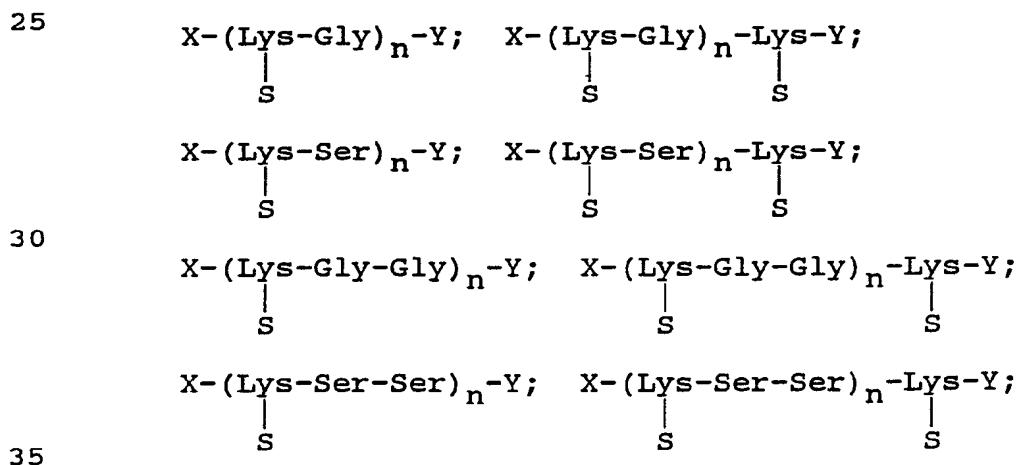 25
X-(Lys-Gly)n-Y; X-(Lys-Gly)n-Lys-Y;
S S S
X-(Lys-Ser)n-Y; X-(Lys-Ser)n-Lys-Y;
S S S
30
X-(Lys-Gly-Gly)n-Y; X-(Lys-Gly-Gly)n-Lys-Y;
S S S
X-(Lys-Ser-Ser)n-Y; X-(Lys-Ser-Ser)n-Lys-Y;
S S S
35